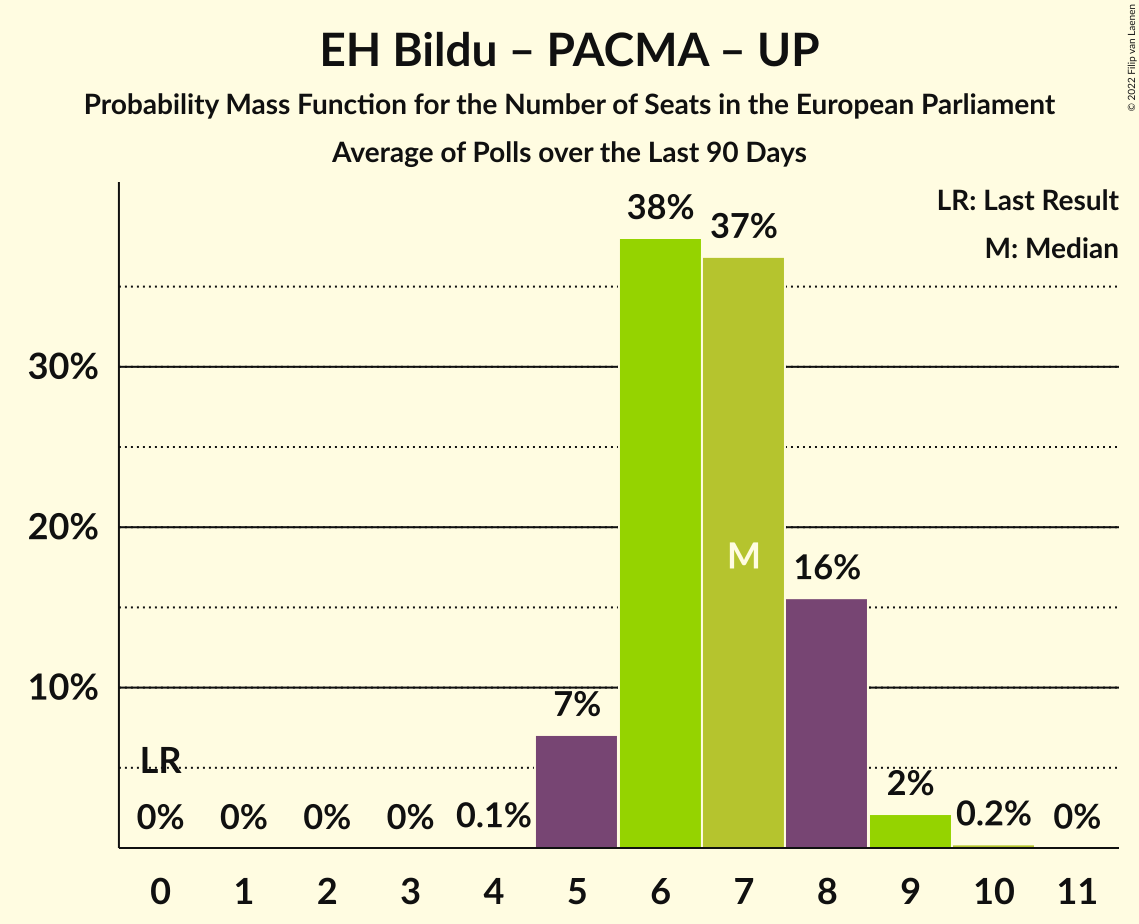 EH Bildu – PACMA – UP
Probability Mass Function for the Number of Seats in the European Parliament
Average of Polls over the Last 90 Days
© 2022 Filip van Laenen
LR: Last Result
M: Median
38%
37%
30%
20%
M
16%
10%
7%
LR
2%
0%
0%
0%
0%
0.1%
0.2%
0%
0 1 2 3 4 5 6 7 8 9 10 11